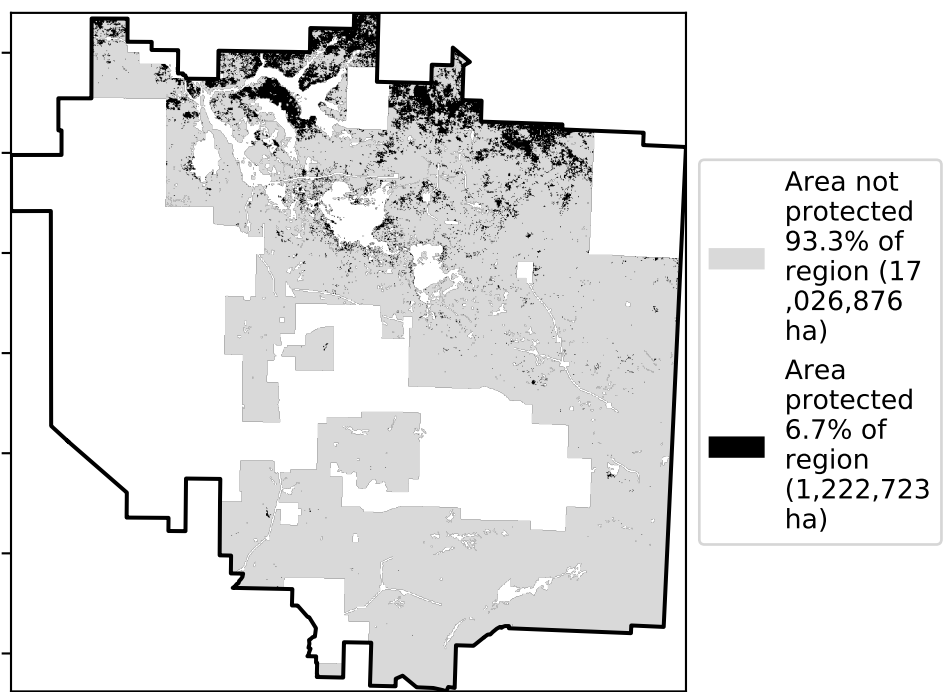 Area not
protected
93.3% of
region (17
,026,876
ha)
Area
protected
6.7% of
region
(1,222,723
ha)